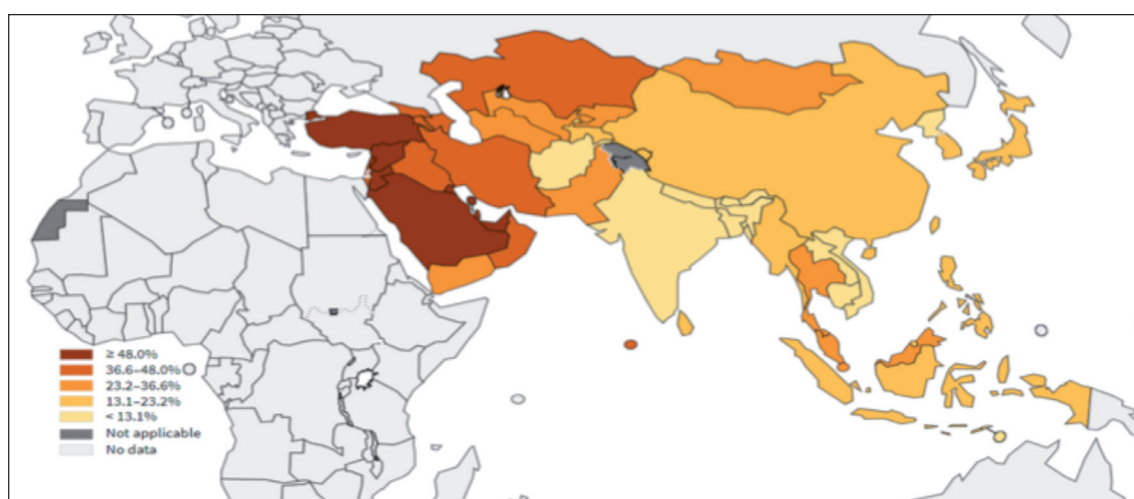 ≥ 48.0%
36.6–48.0%
23.2–36.6%
13.1–23.2%
< 13.1%
Not applicable
No data